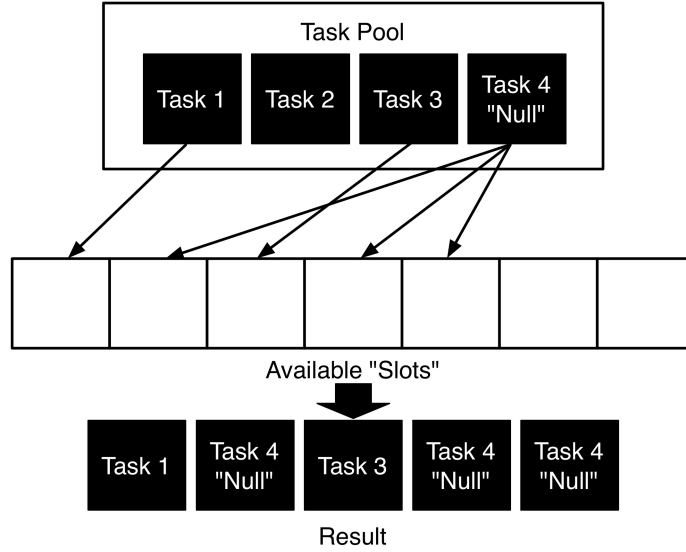 Task Pool
Task 1
Task 2
Task 3
Task 4
"Null"
Available "Slots"
Task 1
Task 4
"Null"
Task 3
Task 4
"Null"
Task 4
"Null"
Result